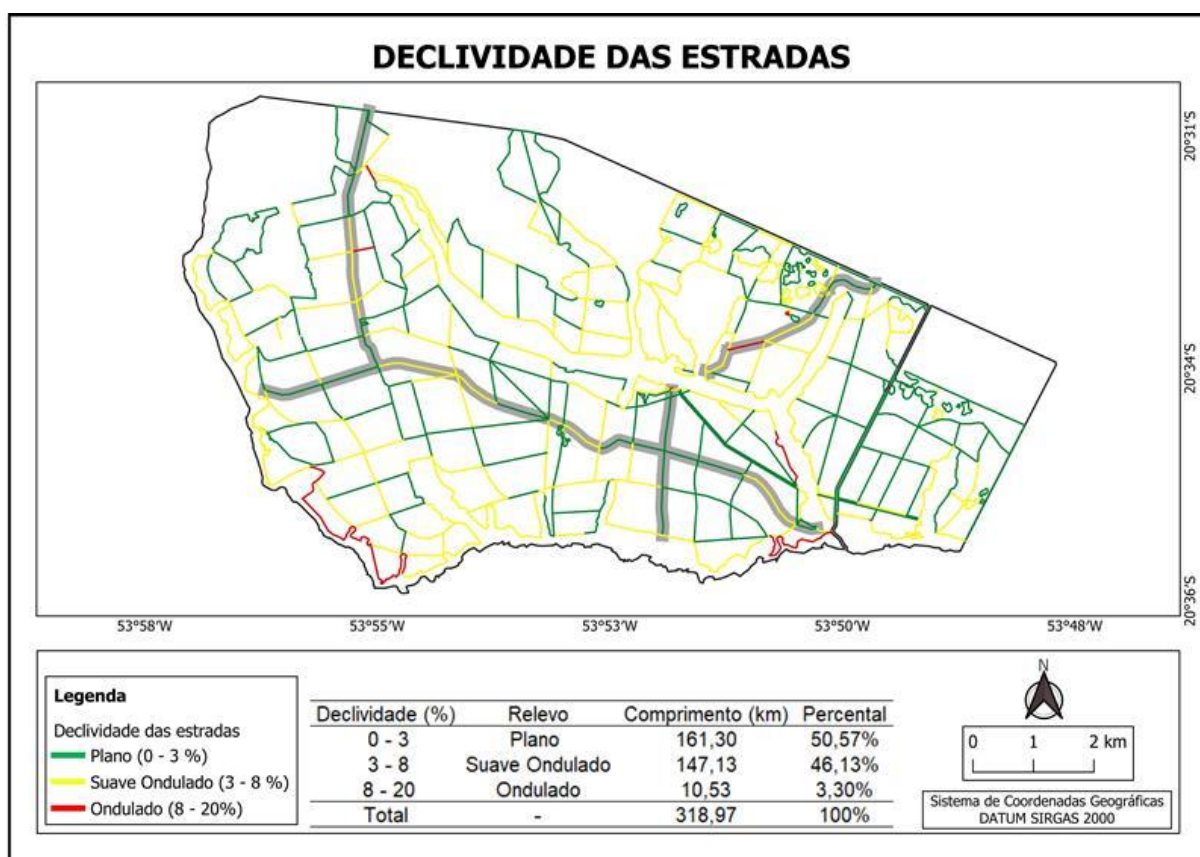 DECLIVIDADE DAS ESTRADAS
20°31'S
20°34'S
20°36'S
53°58'W 53°55'W 53°53'W 53°50'W 53°48'W
Legenda
Declividade das estradas
Plano (0 - 3 %)
Suave Ondulado (3 - 8 %)
Ondulado (8 - 20%)
Declividade (%) Relevo Comprimento (km) Percental
0 - 3 Plano 161,30 50,57%
3 - 8 Suave Ondulado 147,13 46,13%
8 - 20 Ondulado 10,53 3,30%
Total - 318,97 100%
N
0 1 2 km
Sistema de Coordenadas Geográficas
DATUM SIRGAS 2000